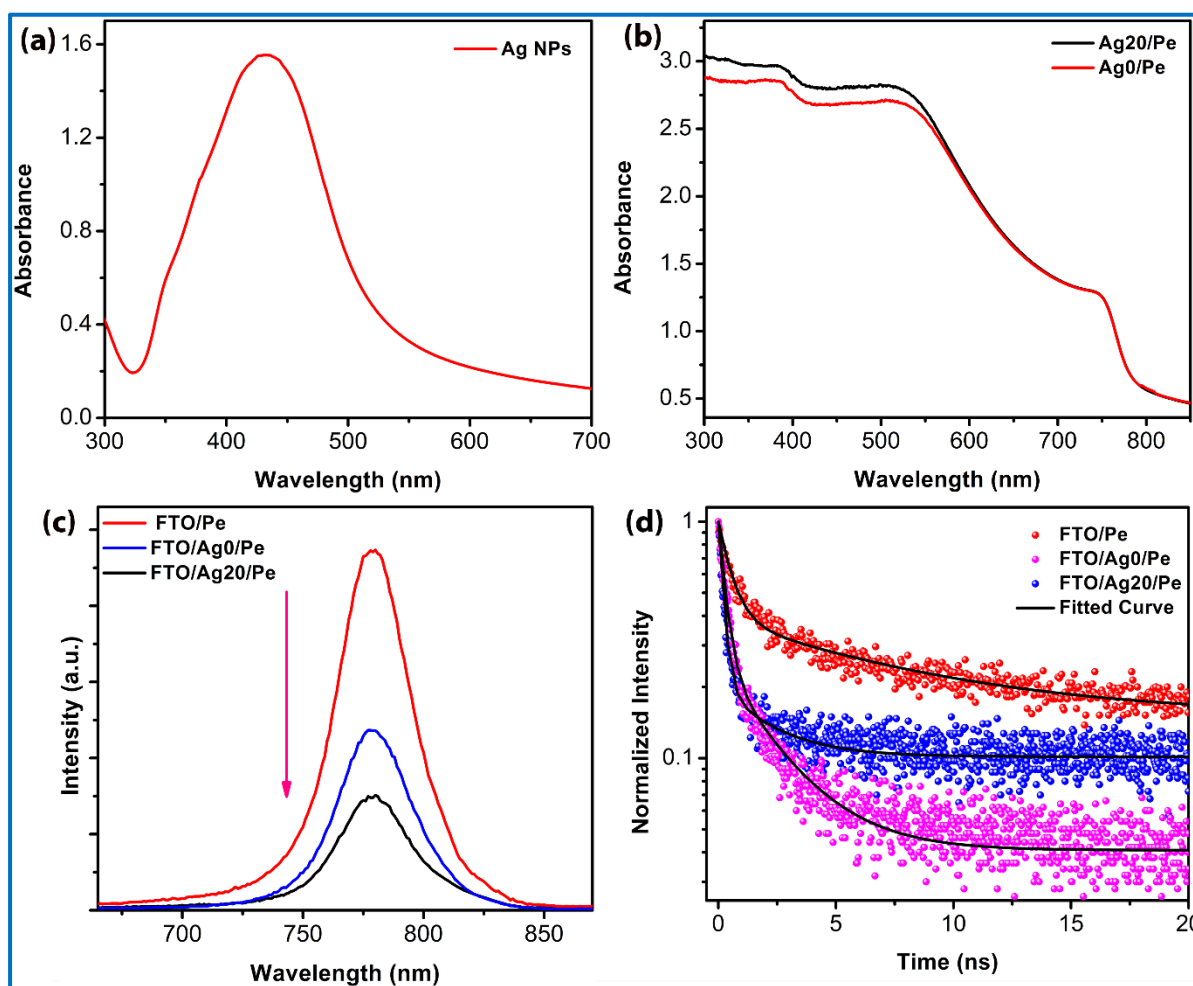 (a)
Ag NPs
Absorbance
1.6
1.2
0.8
0.4
0.0
300 400 500 600 700
Wavelength (nm)
(b)
Ag20/Pe
Ag0/Pe
Absorbance
3.0
2.5
2.0
1.5
1.0
0.5
300 400 500 600 700 800
Wavelength (nm)
(c)
FTO/Pe
FTO/Ag0/Pe
FTO/Ag20/Pe
Intensity (a.u.)
700 750 800 850
Wavelength (nm)
(d)
FTO/Pe
FTO/Ag0/Pe
FTO/Ag20/Pe
Fitted Curve
Normalized Intensity
1
0.1
0 5 10 15 20
Time (ns)